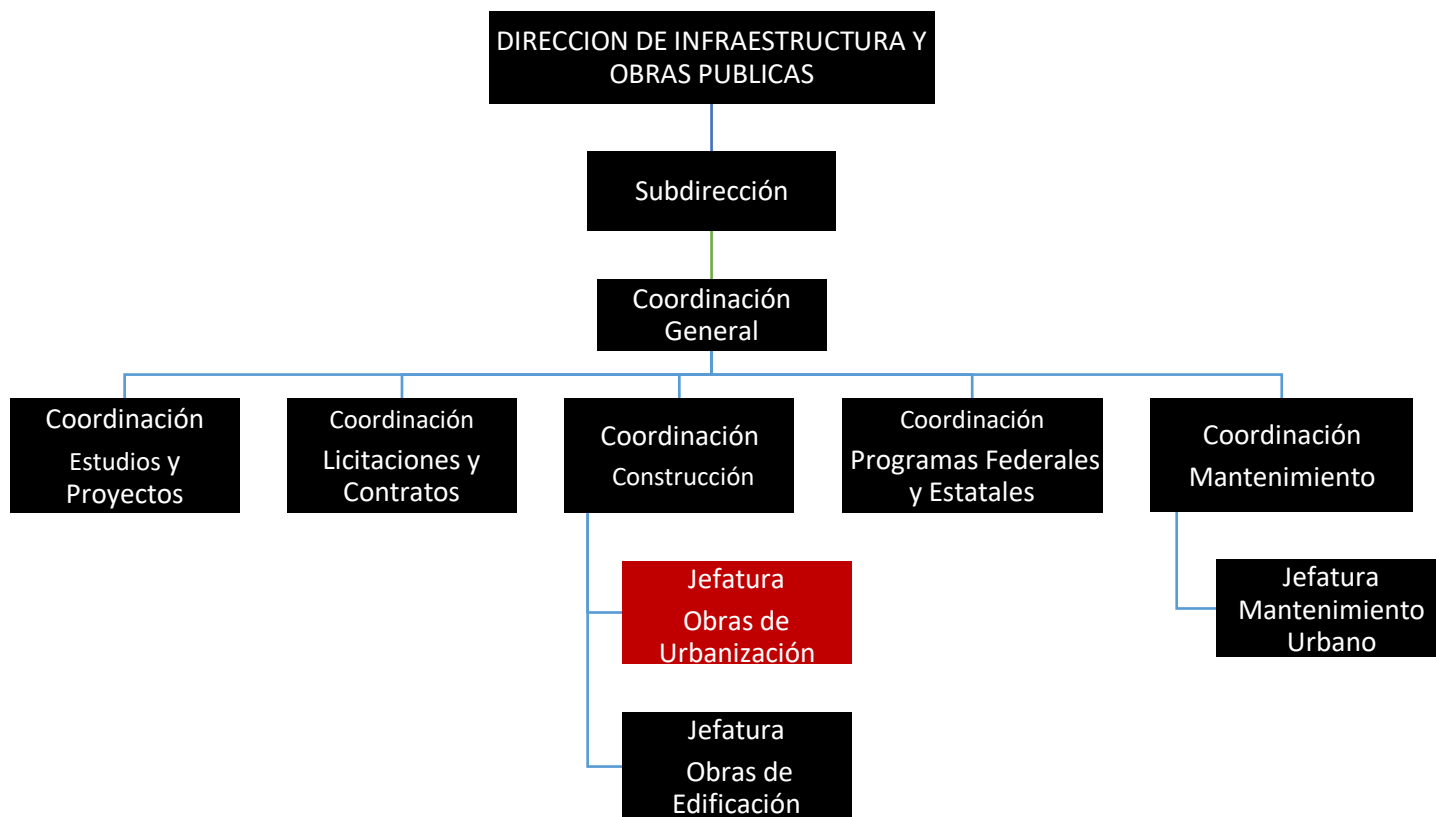 DIRECCION DE INFRAESTRUCTURA Y
OBRAS PUBLICAS
Subdirección
Coordinación
General
Coordinación
Estudios y
Proyectos
Coordinación
Licitaciones y
Contratos
Coordinación
Construcción
Coordinación
Programas Federales
y Estatales
Coordinación
Mantenimiento
Jefatura
Obras de
Urbanización
Jefatura
Mantenimiento
Urbano
Jefatura
Obras de
Edificación